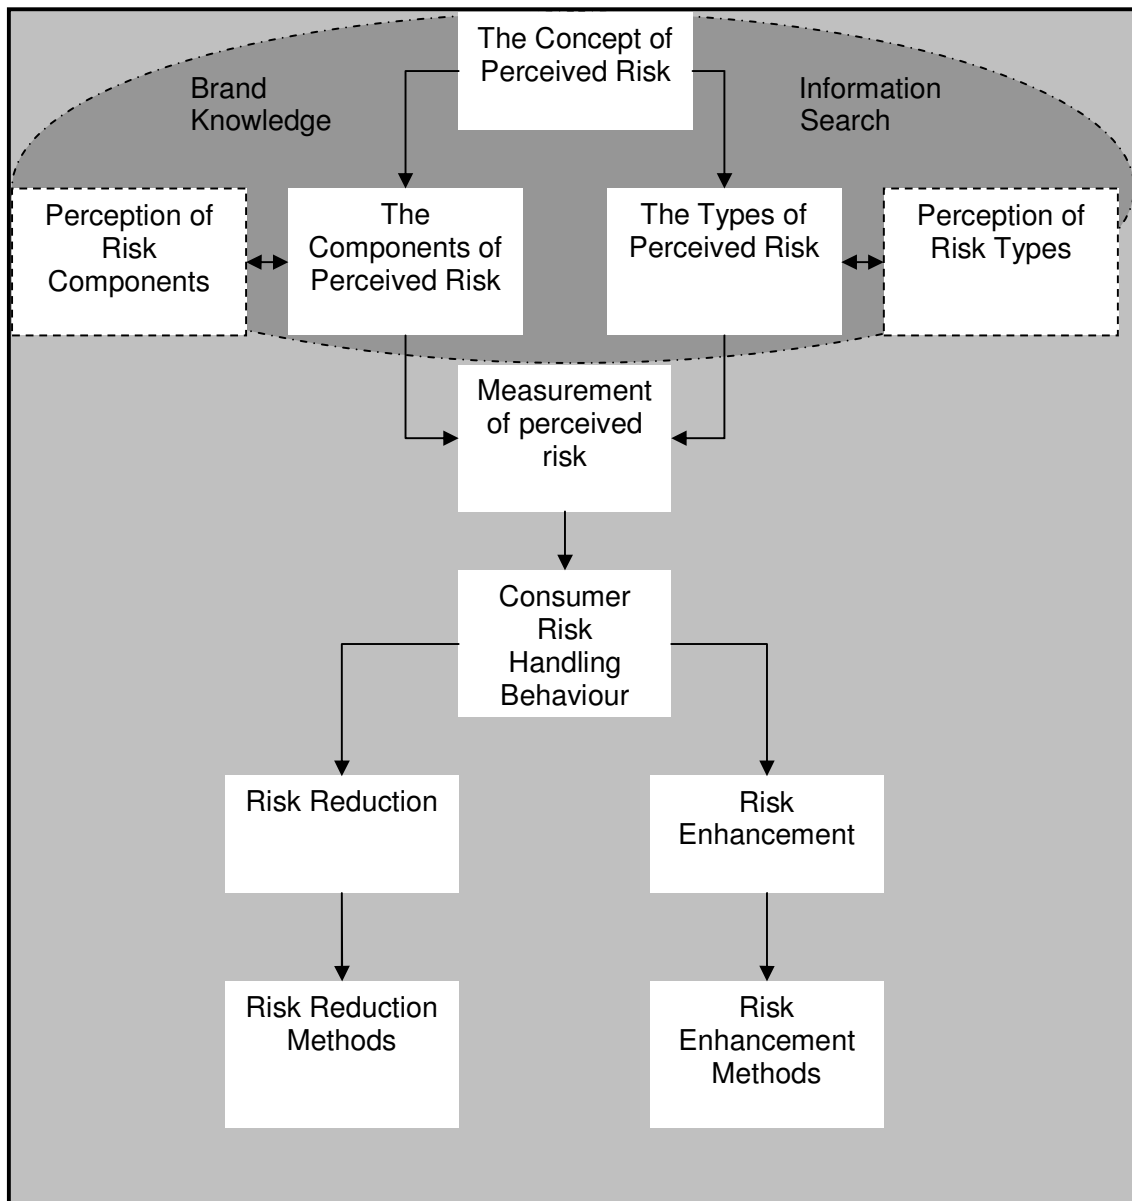 The Concept of
Perceived Risk
Brand
Knowledge
Information
Search
Perception of
Risk
Components
The
Components of
Perceived Risk
The Types of
Perceived Risk
Perception of
Risk Types
Measurement
of perceived
risk
Consumer
Risk
Handling
Behaviour
Risk Reduction
Risk
Enhancement
Risk Reduction
Methods
Risk
Enhancement
Methods